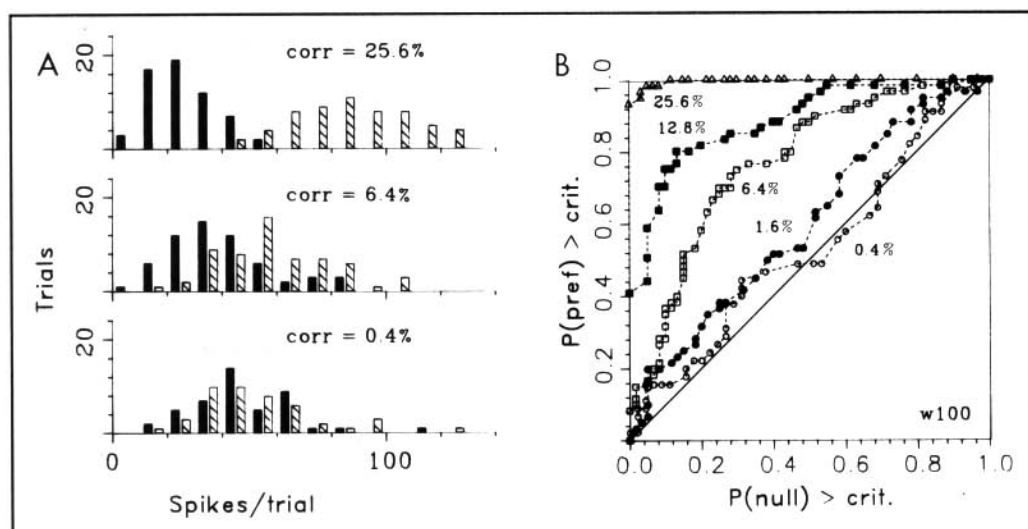 A
20
corr = 25.6%
20
corr = 6.4%
20
corr = 0.4%
0
100
Trials
Spikes/trial
B
1.0
0.8
0.6
0.4
0.2
P(pref) > crit.
25.6%
12.8%
6.4%
1.6%
0.4%
w100
0.0
0.2
0.4
0.6
0.8
1.0
P(null) > crit.